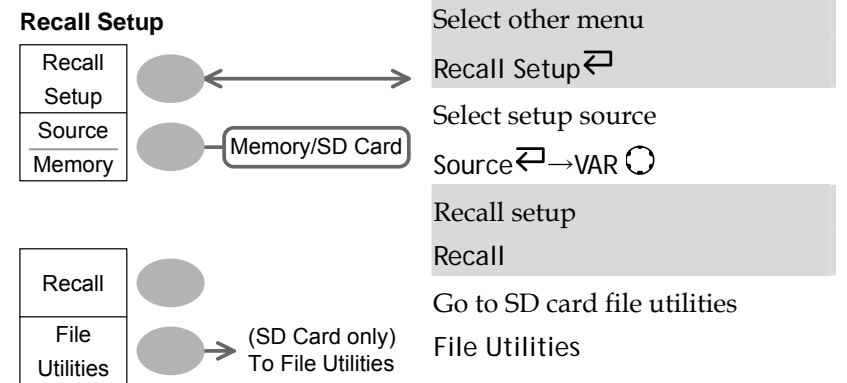 Recall Setup
Recall
Setup
Source
Memory
Memory/SD Card
Recall
File
Utilities
(SD Card only)
To File Utilities
Select other menu
Recall Setup
Select setup source
Source →VAR
Recall setup
Recall
Go to SD card file utilities
File Utilities